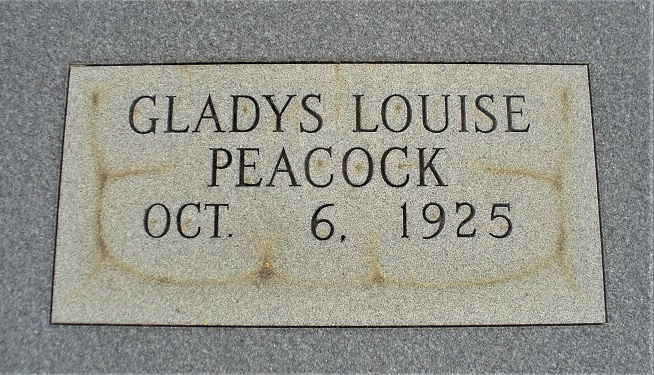 GLADYS LOUISE
PEACOCK
OCT. 6, 1925